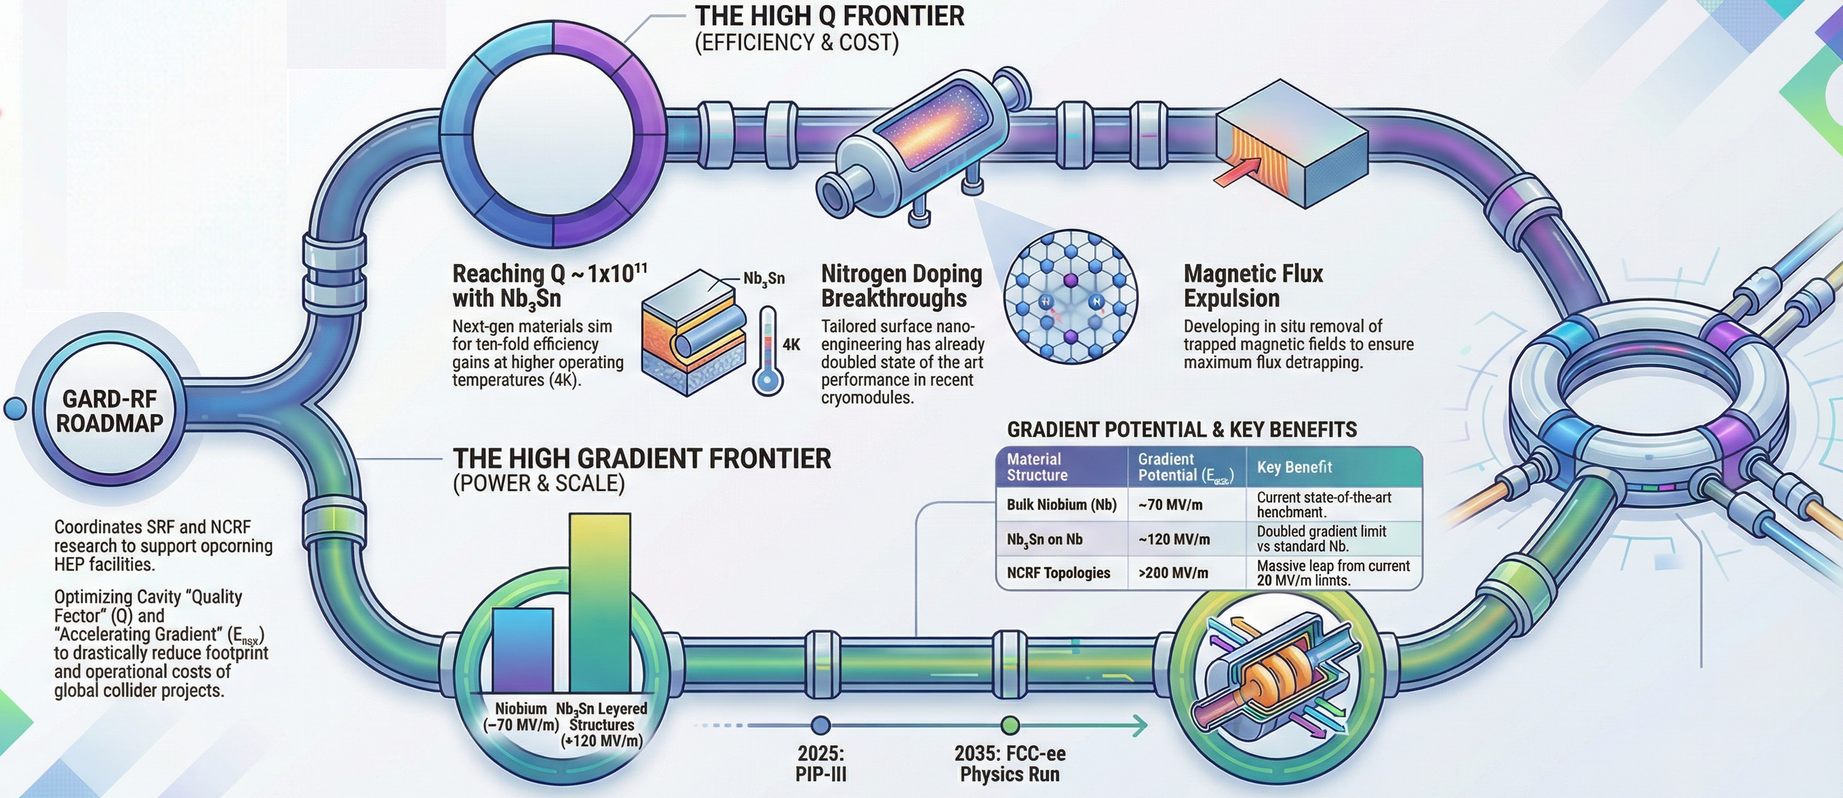 THE HIGH Q FRONTIER
(EFFICIENCY & COST)
GARD-RF
ROADMAP
Coordinates SRF and NCRF
research to support opcorning
HEP facilities.
Optimizing Cavity "Quality
Fector" (Q) and
"Accelerating Gradient" (E
to drastically reduce footprint
and operational costs of
global collider projects.
Reaching Q ~ 1x10¹¹
with Nb₃Sn
Next-gen materials sim
for ten-fold efficiency
gains at higher operating
temperatures (4K).
Nb₃Sn
4K
Nitrogen Doping
Breakthroughs
Tailored surface nano-
engineering has already
doubled state of the art
performance in recent
cryomodules.
Magnetic Flux
Expulsion
Developing in situ removal of
trapped magnetic fields to ensure
maximum flux detrapping.
THE HIGH GRADIENT FRONTIER
(POWER & SCALE)
Niobium
(~70 MV/m)
Nb₃Sn Leyered
Structures
(+120 MV/m)
GRADIENT POTENTIAL & KEY BENEFITS
Material
Structure
Gradient
Potential (E
Key Benefit
Bulk Niobium (Nb)
~70 MV/m
Current state-of-the-art
hencbment.
Nb₃Sn on Nb
~120 MV/m
Doubled gradient limit
vs standard Nb.
NCRF Topologies
>200 MV/m
Massive leap from current
20 MV/m limnts.
2025:
PIP-III
2035: FCC-ee
Physics Run